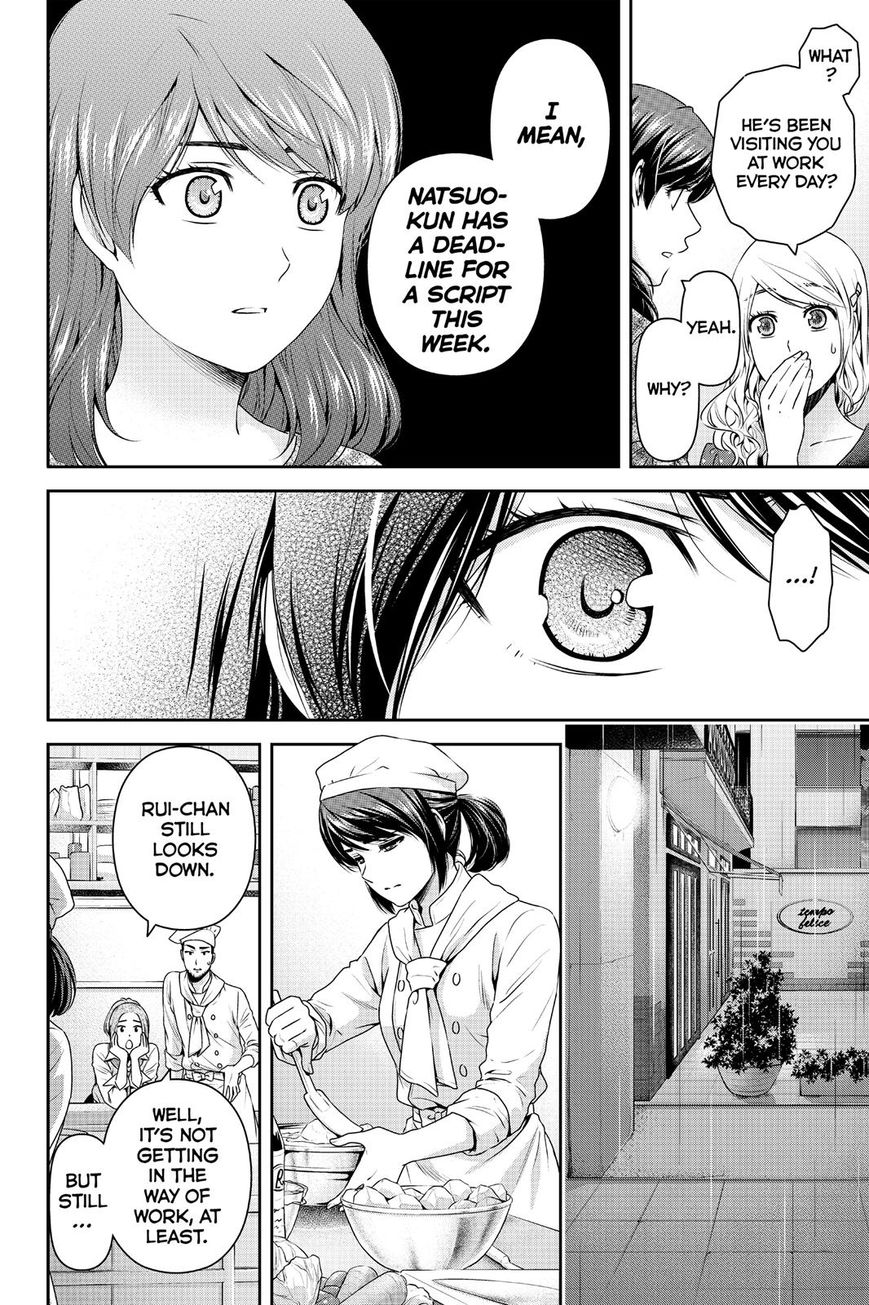 WHAT
?
HE'S BEEN
VISITING YOU
AT WORK
EVERY DAY?
YEAH.
WHY?
I
MEAN,
NATSUO-
KUN HAS
A DEAD-
LINE FOR
A SCRIPT
THIS
WEEK.
...!
tempo
felice
RUI-CHAN
STILL
LOOKS
DOWN.
WELL,
IT'S NOT
GETTING
IN THE
WAY OF
WORK, AT
LEAST.
BUT
STILL
...